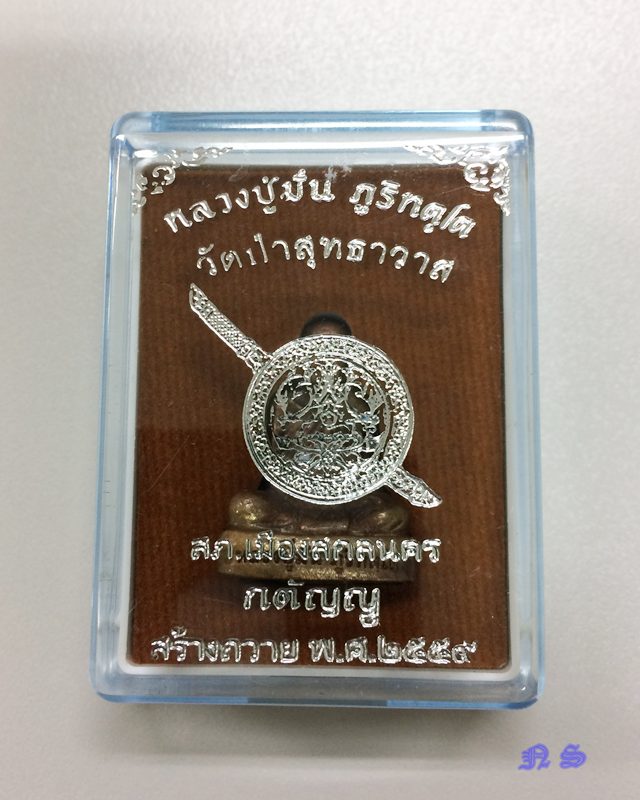 หลวงปู่มั่น ภูริทตฺโต
วัดป่าสุทธาวาส
สภ.เมืองสกลนคร
กตัญญู
สร้างถวาย พ.ศ.๒๕๕๙
N S